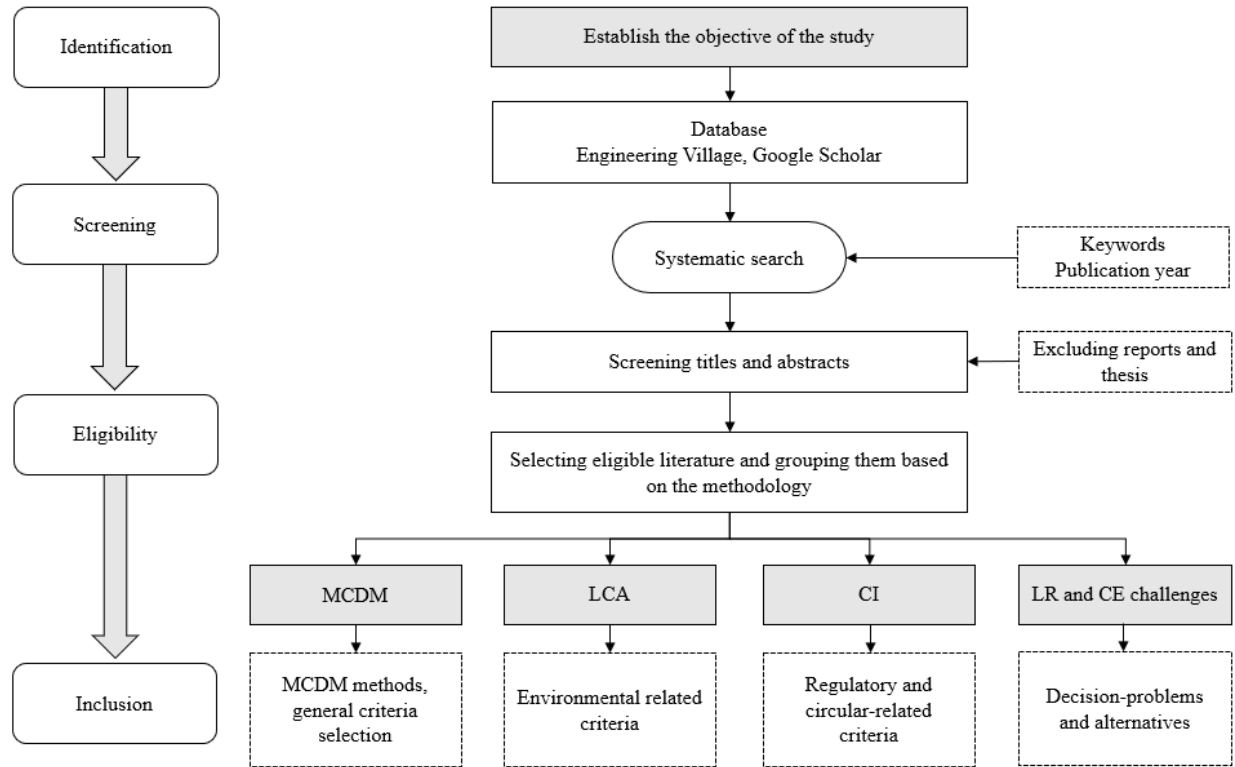 Identification
Screening
Eligibility
Inclusion
Establish the objective of the study
Database
Engineering Village, Google Scholar
Systematic search
Keywords
Publication year
Screening titles and abstracts
Excluding reports and
thesis
Selecting eligible literature and grouping them based
on the methodology
MCDM
LCA
CI
LR and CE challenges
MCDM methods,
general criteria
selection
Environmental related
criteria
Regulatory and
circular-related
criteria
Decision-problems
and alternatives